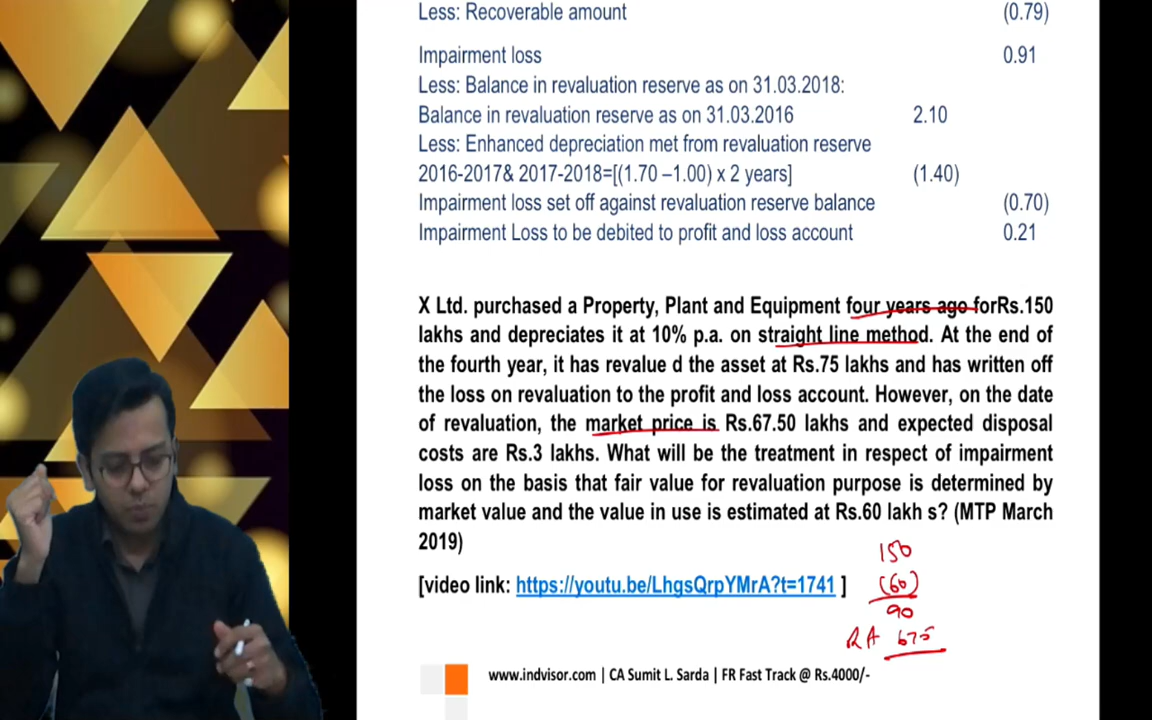 Less: Recoverable amount (0.79)
Impairment loss 0.91
Less: Balance in revaluation reserve as on 31.03.2018:
Balance in revaluation reserve as on 31.03.2016 2.10
Less: Enhanced depreciation met from revaluation reserve
2016-2017& 2017-2018=[(1.70 –1.00) x 2 years] (1.40)
Impairment loss set off against revaluation reserve balance (0.70)
Impairment Loss to be debited to profit and loss account 0.21
X Ltd. purchased a Property, Plant and Equipment four years ago forRs.150
lakhs and depreciates it at 10% p.a. on straight line method. At the end of
the fourth year, it has revalue d the asset at Rs.75 lakhs and has written off
the loss on revaluation to the profit and loss account. However, on the date
of revaluation, the market price is Rs.67.50 lakhs and expected disposal
costs are Rs.3 lakhs. What will be the treatment in respect of impairment
loss on the basis that fair value for revaluation purpose is determined by
market value and the value in use is estimated at Rs.60 lakh s? (MTP March
2019)
150
[video link: https://youtu.be/LhgsQrpYMrA?t=1741 ] (60)
90
RA 675
www.indvisor.com | CA Sumit L. Sarda | FR Fast Track @ Rs.4000/-